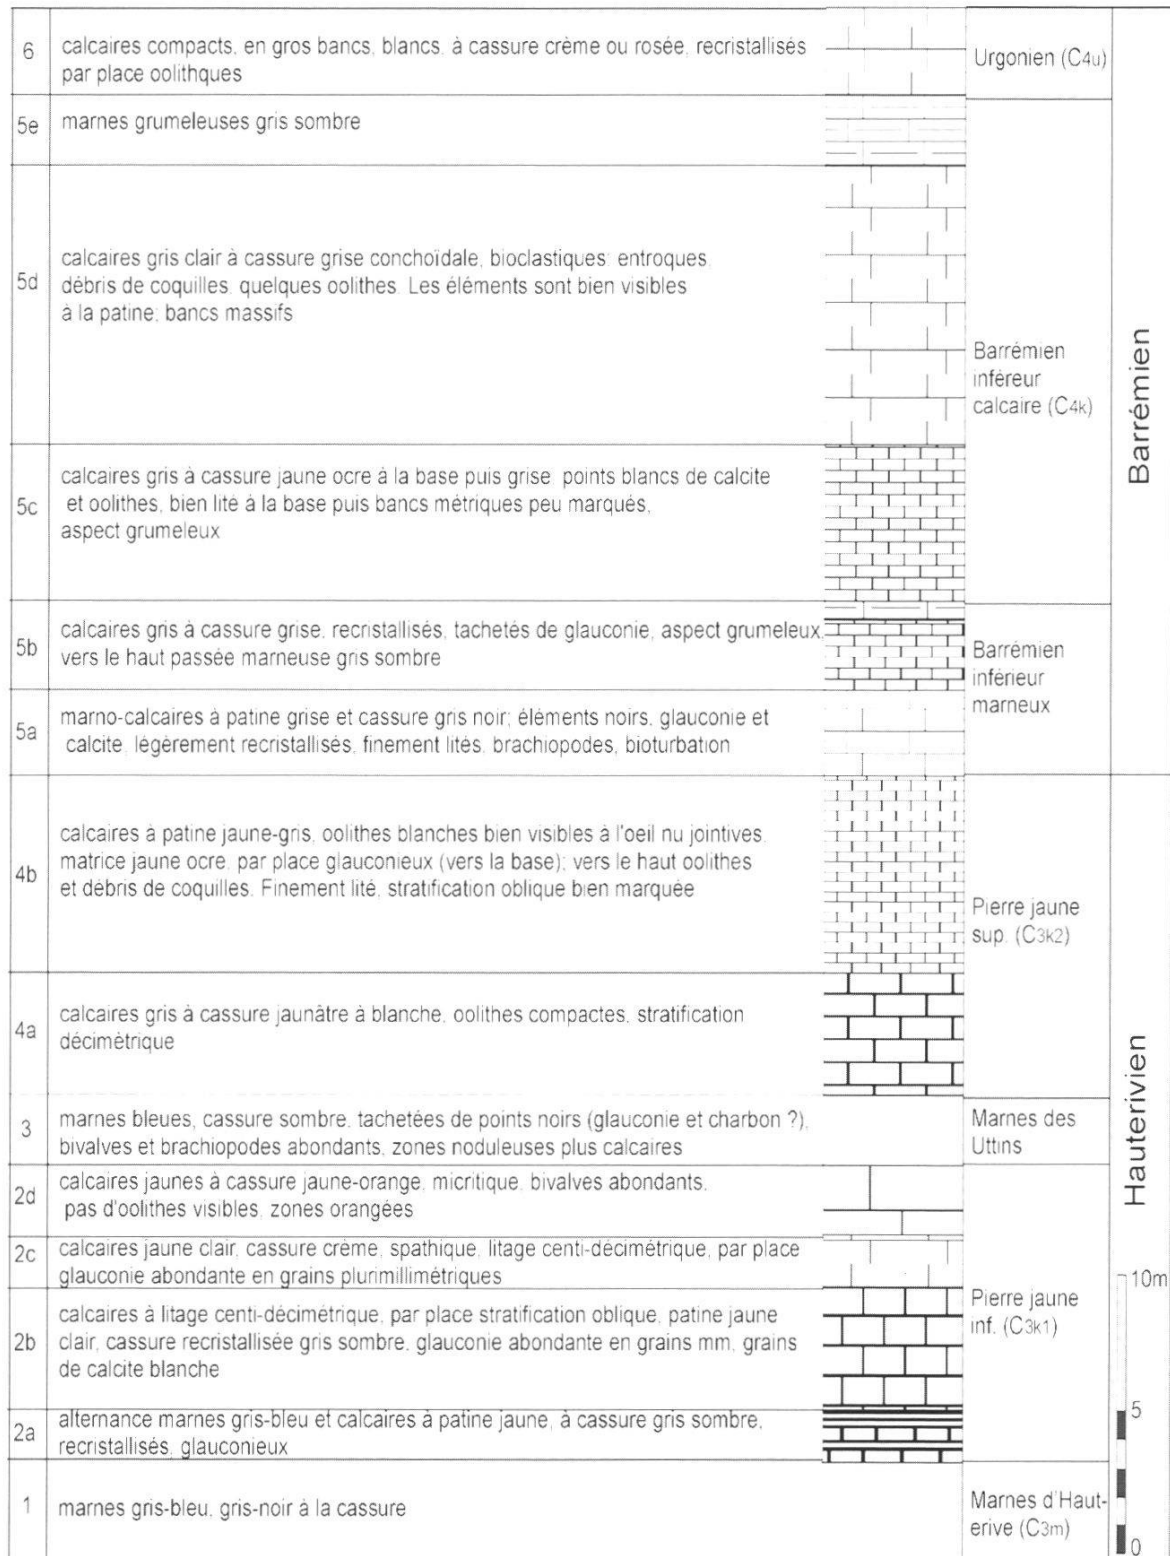 6
calcaires compacts, en gros bancs, blancs, à cassure crème ou rosée, recristallisés
par place oolithques
Urgonien (C4u)
5e
marnes grumeleuses gris sombre
5d
calcaires gris clair à cassure grise conchoïdale, bioclastiques: entroques,
débris de coquilles, quelques oolithes. Les éléments sont bien visibles
à la patine; bancs massifs
Barrémien
inféreur
calcaire (C4k)
5c
calcaires gris à cassure jaune ocre à la base puis grise, points blancs de calcite
et oolithes, bien lité à la base puis bancs métriques peu marqués,
aspect grumeleux
Barrémien
5b
calcaires gris à cassure grise, recristallisés, tachetés de glauconie, aspect grumeleux,
vers le haut passée marneuse gris sombre
Barrémien
inférieur
marneux
5a
marno-calcaires à patine grise et cassure gris noir; éléments noirs, glauconie et
calcite, légèrement recristallisés, finement lités, brachiopodes, bioturbation
4b
calcaires à patine jaune-gris, oolithes blanches bien visibles à l'oeil nu jointives,
matrice jaune ocre, par place glauconieux (vers la base); vers le haut oolithes
et débris de coquilles. Finement lité, stratification oblique bien marquée
Pierre jaune
sup. (C3k2)
4a
calcaires gris à cassure jaunâtre à blanche, oolithes compactes, stratification
décimétrique
3
marnes bleues, cassure sombre, tachetées de points noirs (glauconie et charbon ?),
bivalves et brachiopodes abondants, zones noduleuses plus calcaires
Marnes des
Uttins
Hauterivien
2d
calcaires jaunes à cassure jaune-orange, micritique, bivalves abondants,
pas d'oolithes visibles, zones orangées
2c
calcaires jaune clair, cassure crème, spathique, litage centi-décimétrique, par place
glauconie abondante en grains plurimillimétriques
2b
calcaires à litage centi-décimétrique, par place stratification oblique, patine jaune
clair, cassure recristallisée gris sombre, glauconie abondante en grains mm, grains
de calcite blanche
Pierre jaune
inf. (C3k1)
2a
alternance marnes gris-bleu et calcaires à patine jaune, à cassure gris sombre,
recristallisés, glauconieux
1
marnes gris-bleu, gris-noir à la cassure
Marnes d'Haut-
erive (C3m)
10m
5
0